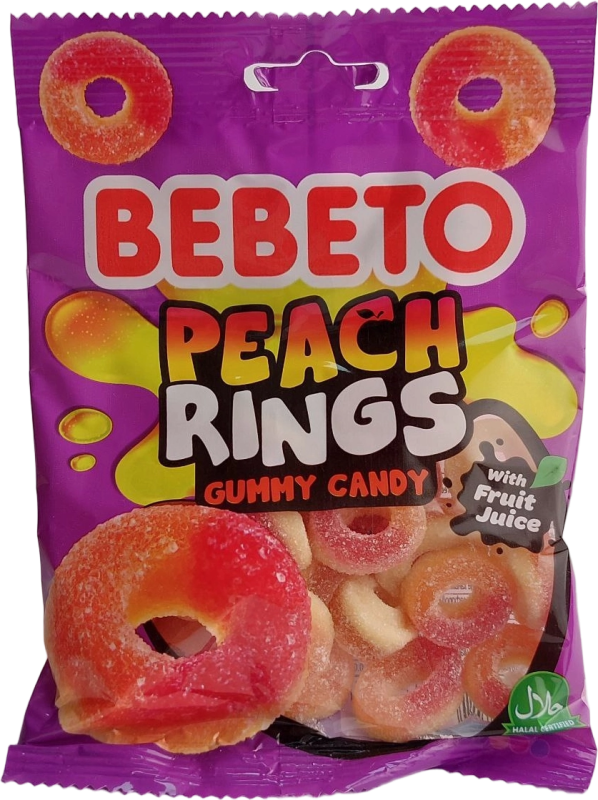 BEBETO
PEACH
RINGS
GUMMY CANDY
With
Fruit
Juice
حلال
HALAL CERTIFIED